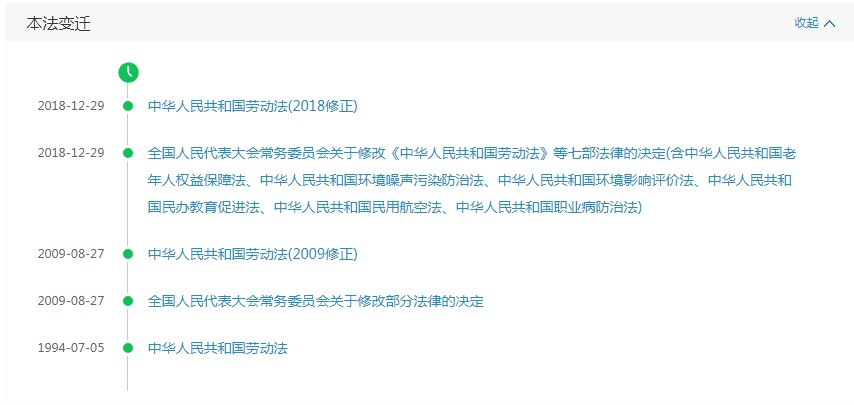 本法变迁
收起
2018-12-29
中华人民共和国劳动法(2018修正)
2018-12-29
全国人民代表大会常务委员会关于修改《中华人民共和国劳动法》等七部法律的决定(含中华人民共和国老
年人权益保障法、中华人民共和国环境噪声污染防治法、中华人民共和国环境影响评价法、中华人民共和
国民办教育促进法、中华人民共和国民用航空法、中华人民共和国职业病防治法)
2009-08-27
中华人民共和国劳动法(2009修正)
2009-08-27
全国人民代表大会常务委员会关于修改部分法律的决定
1994-07-05
中华人民共和国劳动法